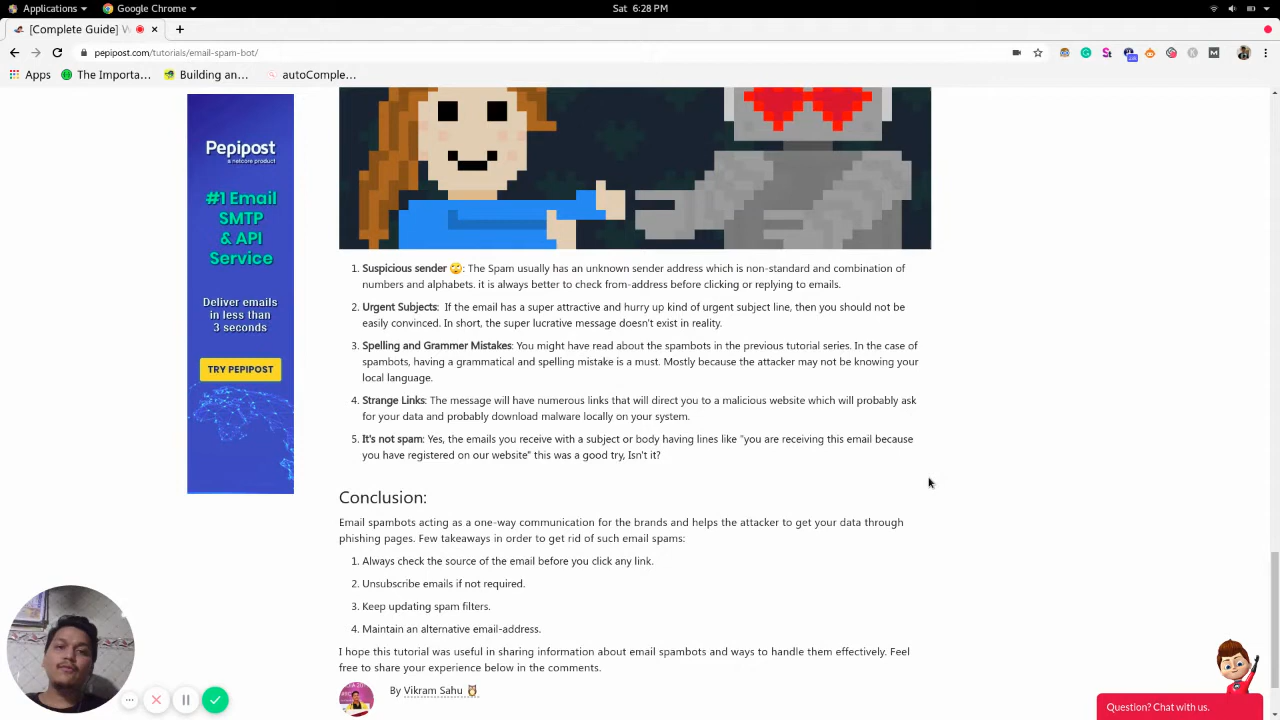 Applications
Google Chrome
Sat 6:28 PM
[Complete Guide]
pepipost.com/tutorials/email-spam-bot/
Apps
The Importa...
Building an...
autoComple...
Pepipost
a netcore product
#1 Email
SMTP
& API
Service
Deliver emails
in less than
3 seconds
TRY PEPIPOST
1. Suspicious sender 🙄: The Spam usually has an unknown sender address which is non-standard and combination of
numbers and alphabets. it is always better to check from-address before clicking or replying to emails.
2. Urgent Subjects: If the email has a super attractive and hurry up kind of urgent subject line, then you should not be
easily convinced. In short, the super lucrative message doesn't exist in reality.
3. Spelling and Grammer Mistakes: You might have read about the spambots in the previous tutorial series. In the case of
spambots, having a grammatical and spelling mistake is a must. Mostly because the attacker may not be knowing your
local language.
4. Strange Links: The message will have numerous links that will direct you to a malicious website which will probably ask
for your data and probably download malware locally on your system.
5. It's not spam: Yes, the emails you receive with a subject or body having lines like "you are receiving this email because
you have registered on our website" this was a good try, Isn't it?
Conclusion:
Email spambots acting as a one-way communication for the brands and helps the attacker to get your data through
phishing pages. Few takeaways in order to get rid of such email spams:
1. Always check the source of the email before you click any link.
2. Unsubscribe emails if not required.
3. Keep updating spam filters.
4. Maintain an alternative email-address.
I hope this tutorial was useful in sharing information about email spambots and ways to handle them effectively. Feel
free to share your experience below in the comments.
By Vikram Sahu 🦉
Question? Chat with us.